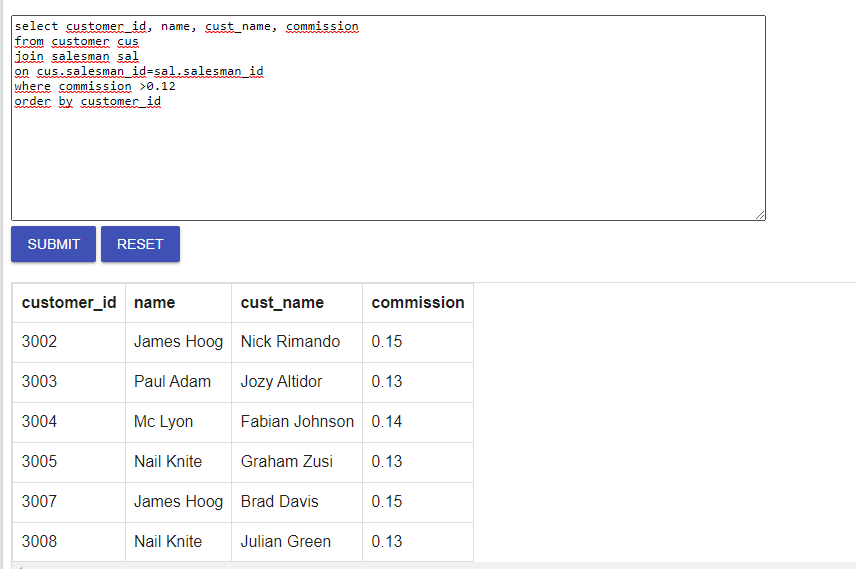 select customer_id, name, cust_name, commission
from customer cus
join salesman sal
on cus.salesman_id=sal.salesman_id
where commission >0.12
order by customer_id
SUBMIT RESET
customer_id name cust_name commission
3002 James Hoog Nick Rimando 0.15
3003 Paul Adam Jozy Altidor 0.13
3004 Mc Lyon Fabian Johnson 0.14
3005 Nail Knite Graham Zusi 0.13
3007 James Hoog Brad Davis 0.15
3008 Nail Knite Julian Green 0.13